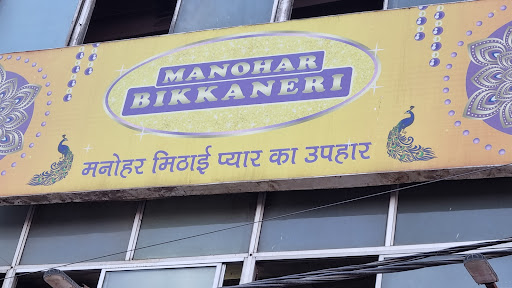 MANOHAR
BIKKANERI
मनोहर मिठाई प्यार का उपहार